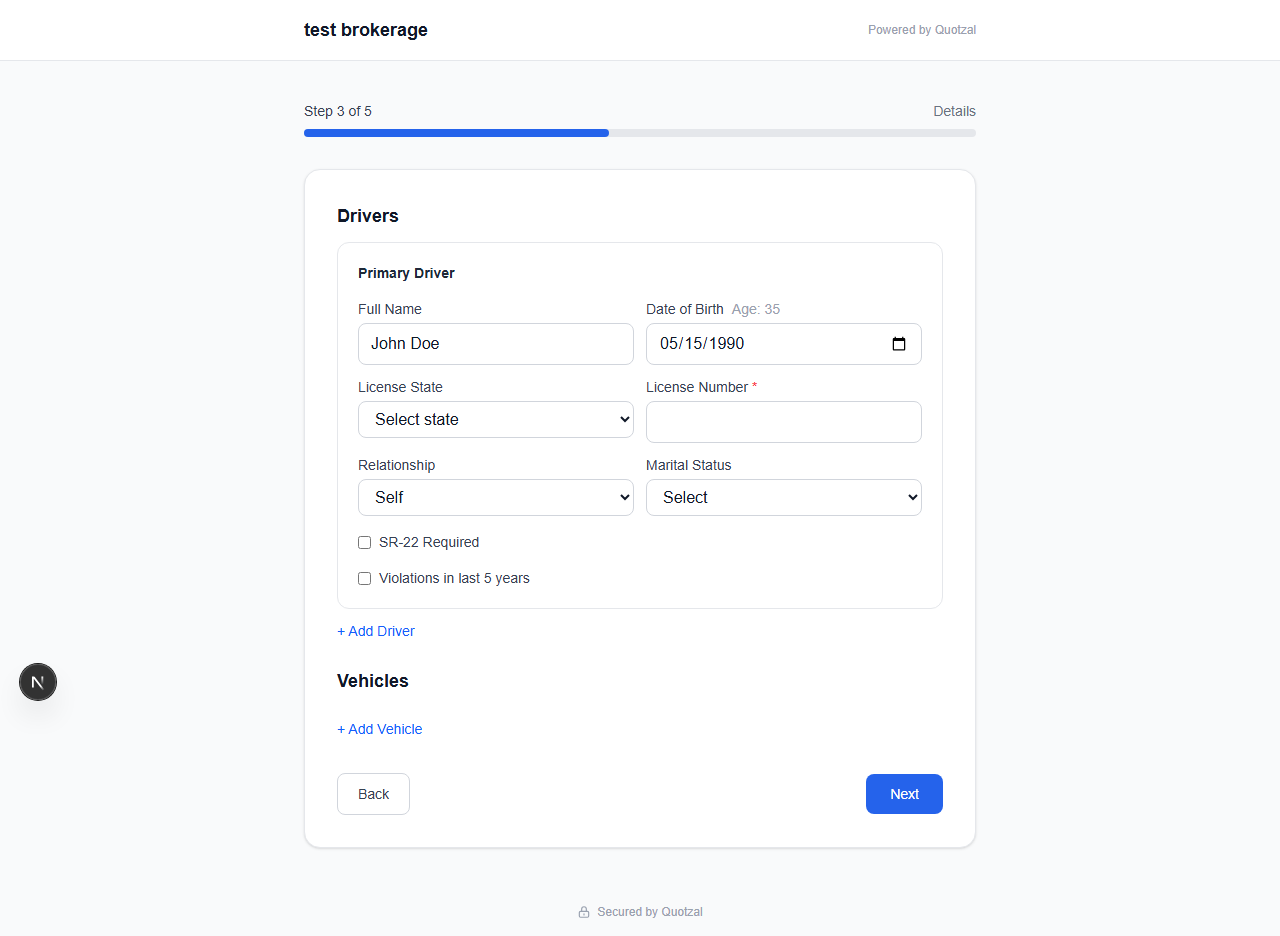 test brokerage
Powered by Quotzal
Step 3 of 5
Details
Drivers
Primary Driver
Full Name
Date of Birth Age: 35
John Doe
05/15/1990
License State
License Number *
Select state
Relationship
Marital Status
Self
Select
SR-22 Required
Violations in last 5 years
+ Add Driver
Vehicles
+ Add Vehicle
Back
Next
N
Secured by Quotzal